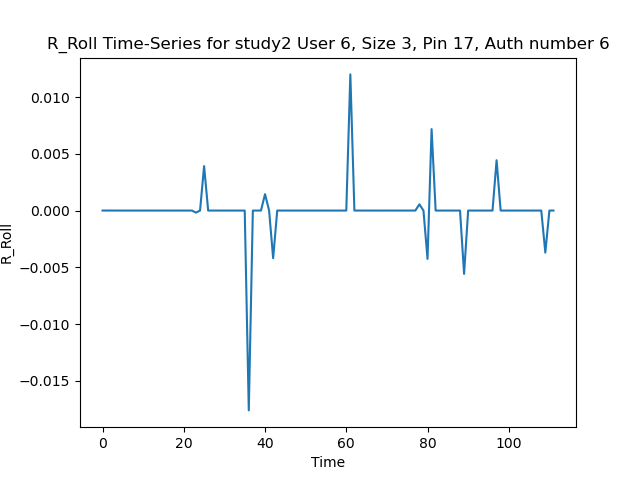 R_Roll Time-Series for study2 User 6, Size 3, Pin 17, Auth number 6
0.010
0.005
0.000
−0.005
−0.010
−0.015
R_Roll
0 20 40 60 80 100
Time